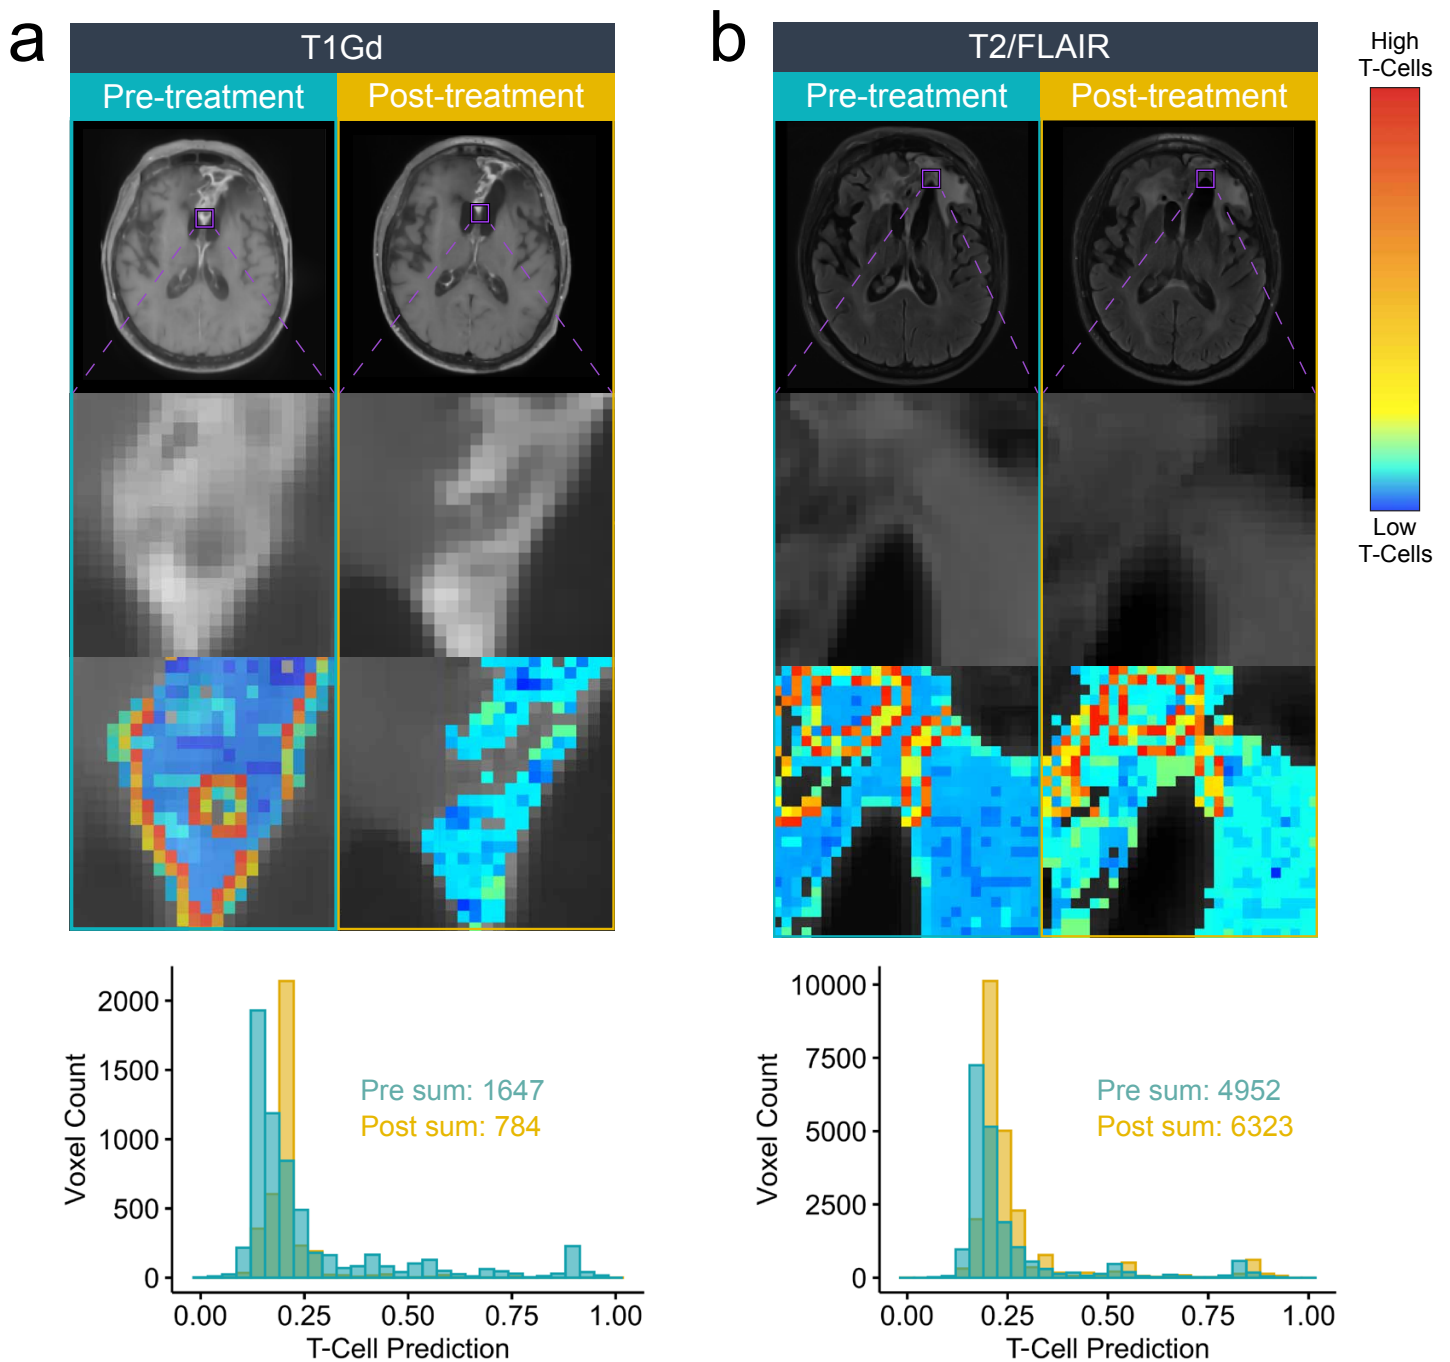 a
T1Gd
Pre-treatment
Post-treatment
b
T2/FLAIR
Pre-treatment
Post-treatment
High
T-Cells
Low
T-Cells
2000
1500
1000
500
0
Voxel Count
Pre sum: 1647
Post sum: 784
0.00
0.25
0.50
0.75
1.00
T-Cell Prediction
10000
7500
5000
2500
0
Voxel Count
Pre sum: 4952
Post sum: 6323
0.00
0.25
0.50
0.75
1.00
T-Cell Prediction